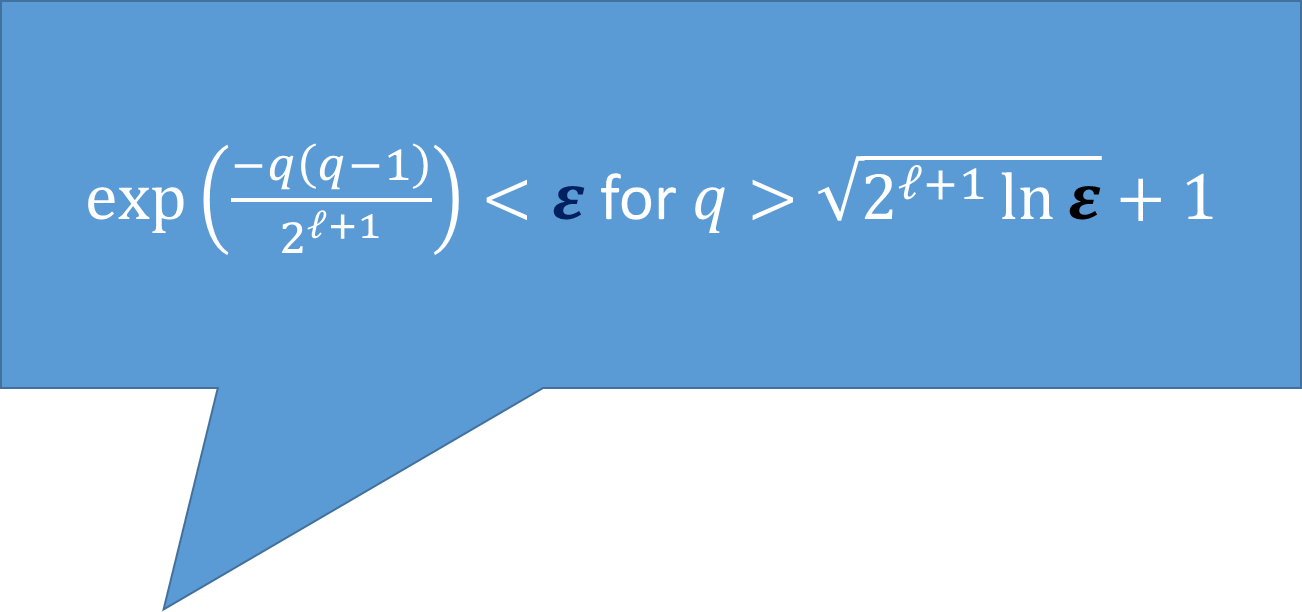 exp(−q(q−1)/2^{ℓ+1}) < ε for q > √(2^{ℓ+1} ln ε) + 1